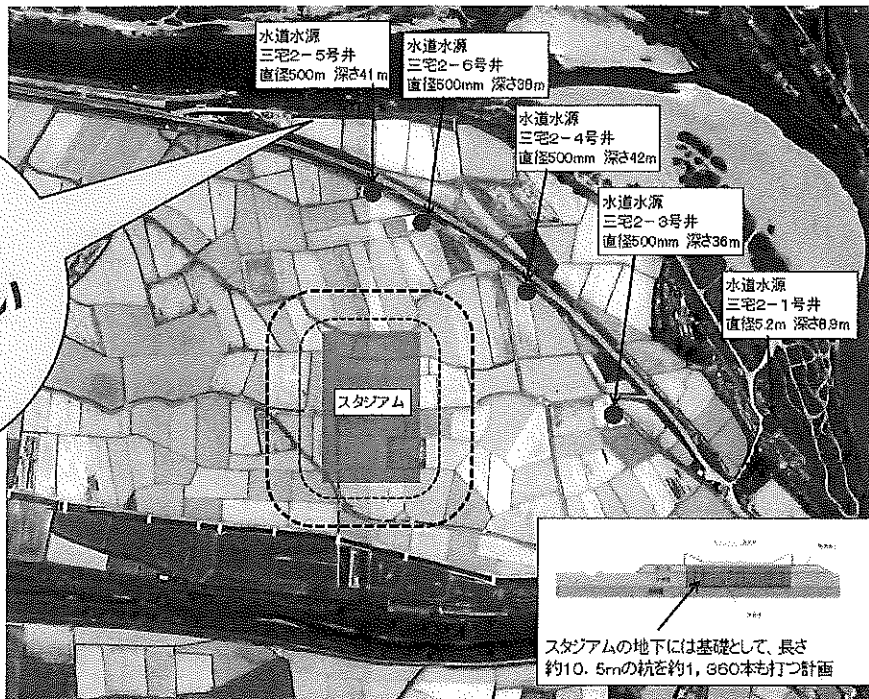 水道水源
三宅2-5号井
直径500m 深さ41m
水道水源
三宅2-6号井
直径500mm 深さ38m
水道水源
三宅2-4号井
直径500mm 深さ42m
水道水源
三宅2-3号井
直径500mm 深さ36m
水道水源
三宅2-1号井
直径5.2m 深さ8.9m
スタジアム
スタジアムの地下には基礎として、長さ
約10.5mの杭を約1,360本も打つ計画